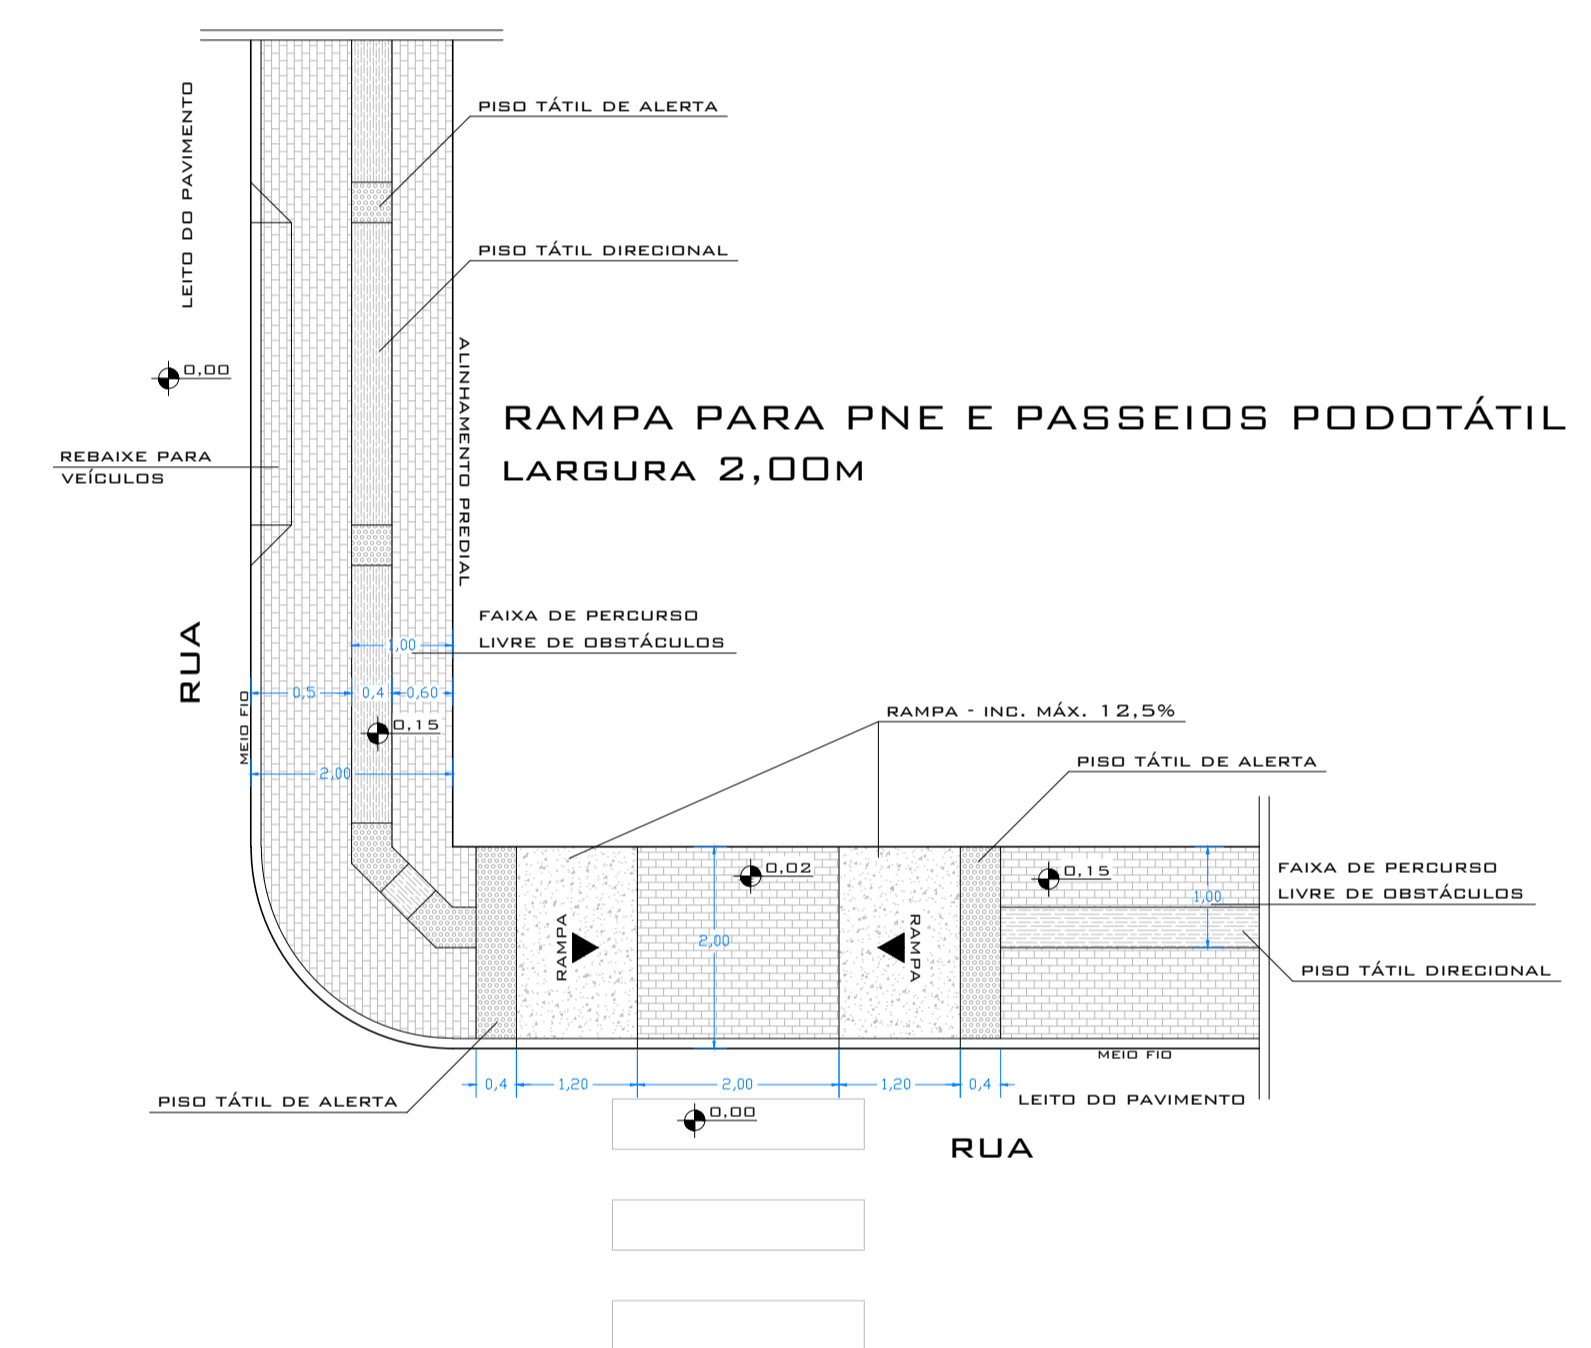 PISO TÁTIL DE ALERTA
LEITO DO PAVIMENTO
PISO TÁTIL DIRECIONAL
ALINHAMENTO PREDIAL
0,00
RAMPA PARA PNE E PASSEIOS PODOTÁTIL
LARGURA 2,00M
REBAIXE PARA
VEÍCULOS
FAIXA DE PERCURSO
LIVRE DE OBSTÁCULOS
1,00
RUA
MEIO FIO
0,5
0,4
0,60
0,15
2,00
RAMPA - INC. MÁX. 12,5%
PISO TÁTIL DE ALERTA
0,02
0,15
FAIXA DE PERCURSO
LIVRE DE OBSTÁCULOS
1,00
RAMPA
2,00
RAMPA
PISO TÁTIL DIRECIONAL
MEIO FIO
0,4
1,20
2,00
1,20
0,4
PISO TÁTIL DE ALERTA
LEITO DO PAVIMENTO
0,00
RUA